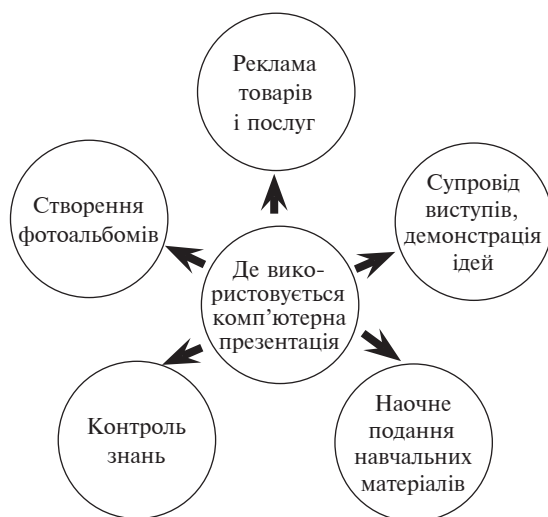 Реклама
товарів
і послуг
Створення
фотоальбомів
Супровід
виступів,
демонстрація
ідей
Де вико-
ристовується
комп’ютерна
презентація
Контроль
знань
Наочне
подання
навчальних
матеріалів